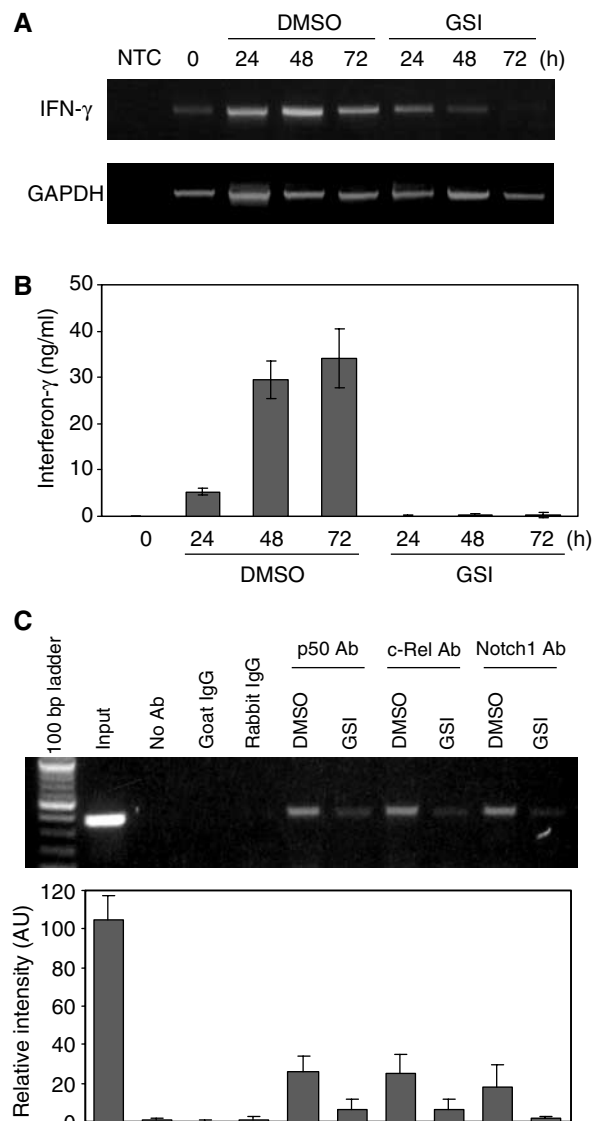 A
DMSO GSI
NTC 0 24 48 72 24 48 72 (h)
IFN-γ
GAPDH
B
Interferon-γ (ng/ml)
50
40
30
20
10
0
0 24 48 72 24 48 72 (h)
DMSO GSI
C
p50 Ab c-Rel Ab Notch1 Ab
100 bp ladder Input No Ab Goat IgG Rabbit IgG DMSO GSI DMSO GSI DMSO GSI
Relative intensity (AU)
120
100
80
60
40
20
0